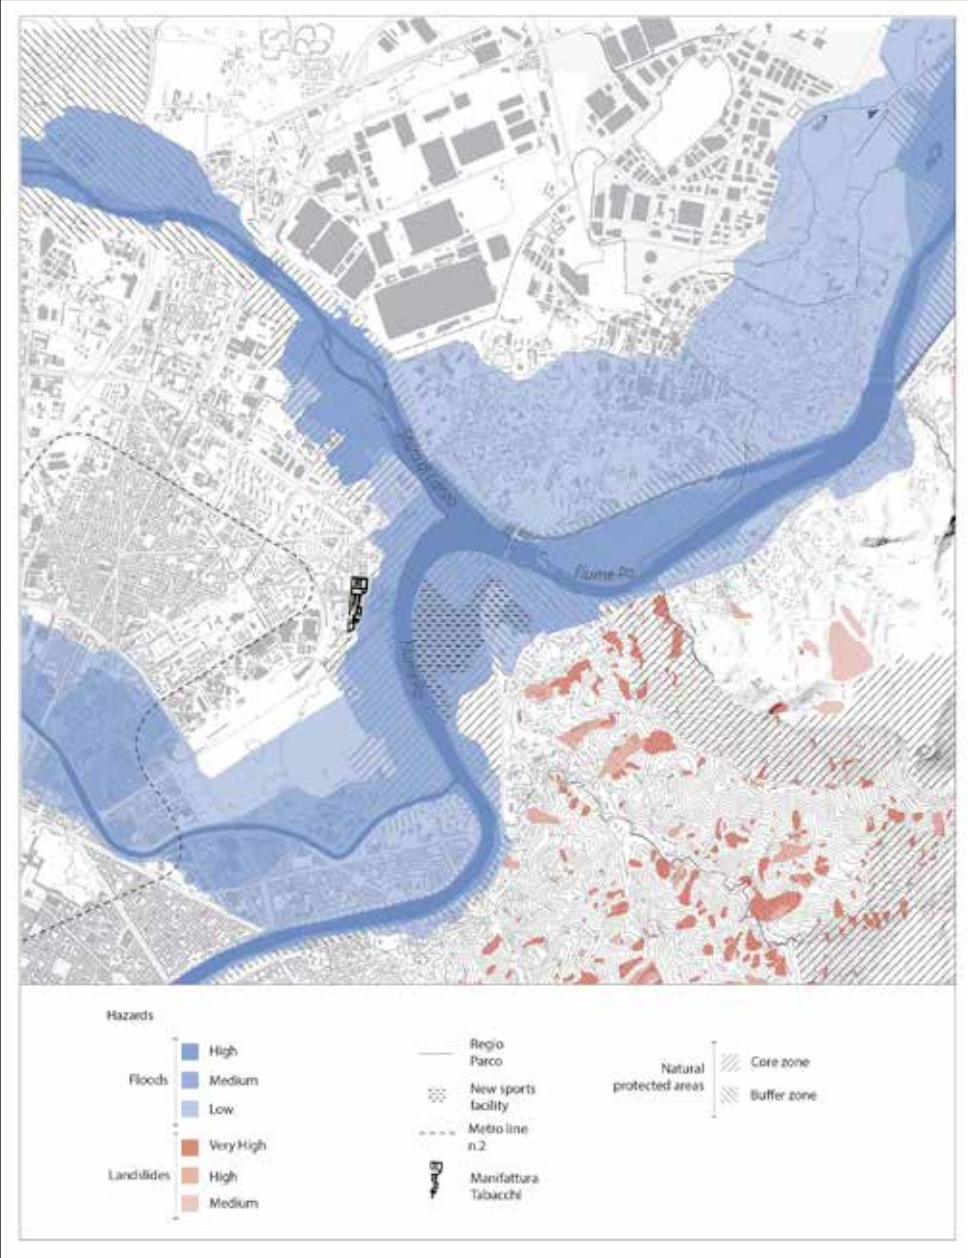 Fiume Po
Hazards
Floods
High
Medium
Low
Landslides
Very High
High
Medium
Regio
Parco
New sports
facility
Metro line
n.2
Manifattura
Tabacchi
Natural
protected areas
Core zone
Buffer zone